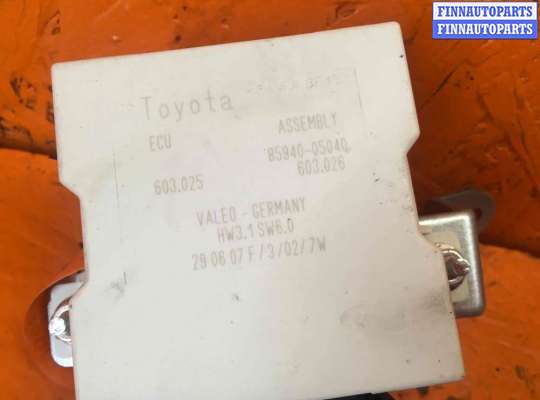 FINNAUTOPARTS
FINNAUTOPARTS
Toyota
ECU ASSEMBLY
85940-05040
603.025 603.026
VALEO - GERMANY
HW3.1 SW6.0
28 06 07 F/3/02/7W